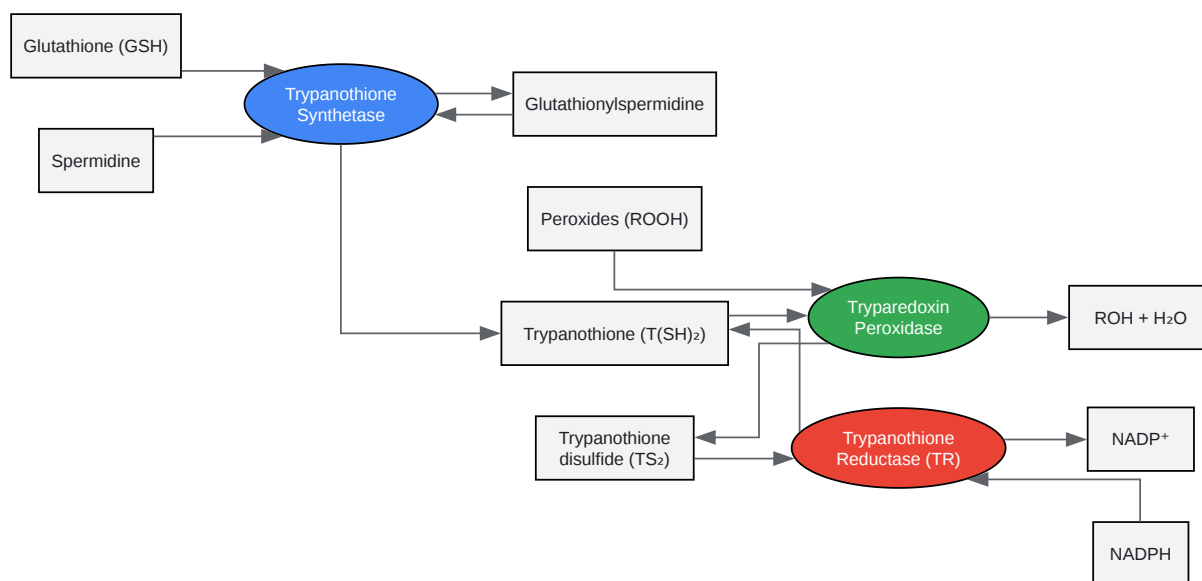 Glutathione (GSH)
Trypanothione
Synthetase
Glutathionylspermidine
Spermidine
Peroxides (ROOH)
Tryparedoxin
Peroxidase
ROH + H₂O
Trypanothione (T(SH)₂)
Trypanothione
disulfide (TS₂)
Trypanothione
Reductase (TR)
NADP⁺
NADPH